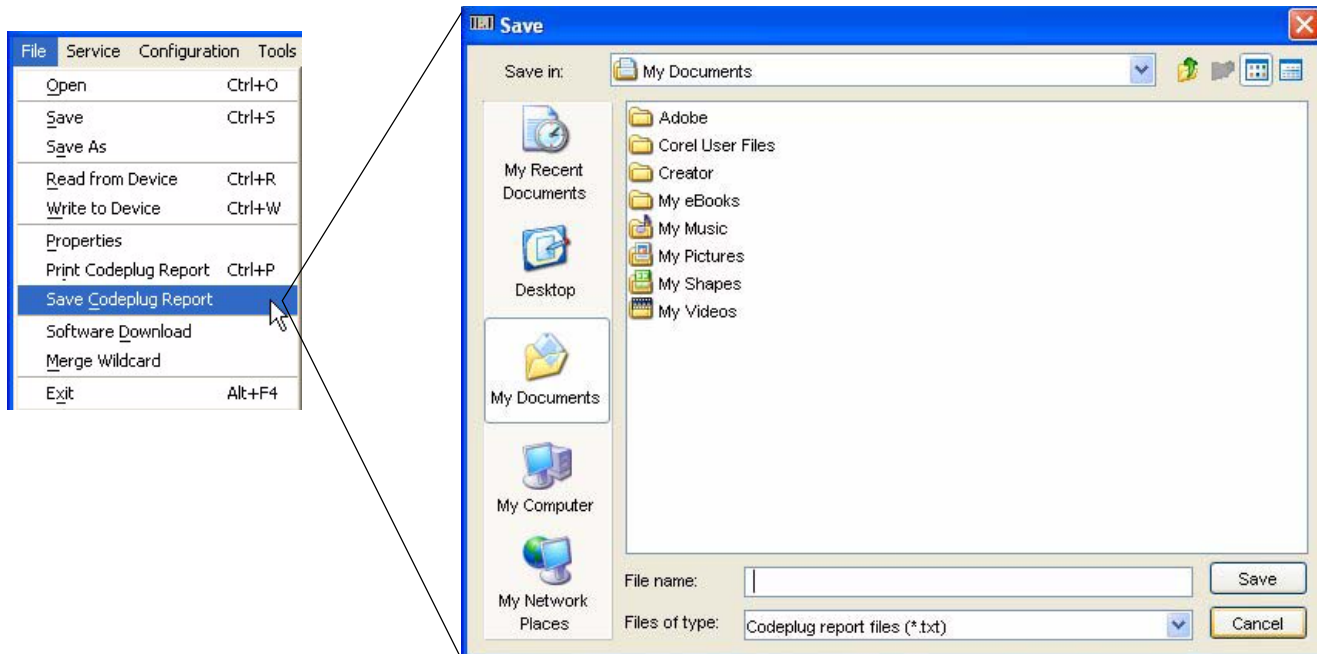 File Service Configuration Tools
Open Ctrl+O
Save Ctrl+S
Save As
Read from Device Ctrl+R
Write to Device Ctrl+W
Properties
Print Codeplug Report Ctrl+P
Save Codeplug Report
Software Download
Merge Wildcard
Exit Alt+F4
Save
Save in: My Documents
My Recent
Documents
Desktop
My Documents
My Computer
My Network
Places
Adobe
Corel User Files
Creator
My eBooks
My Music
My Pictures
My Shapes
My Videos
File name: Save
Files of type: Codeplug report files (*.txt) Cancel